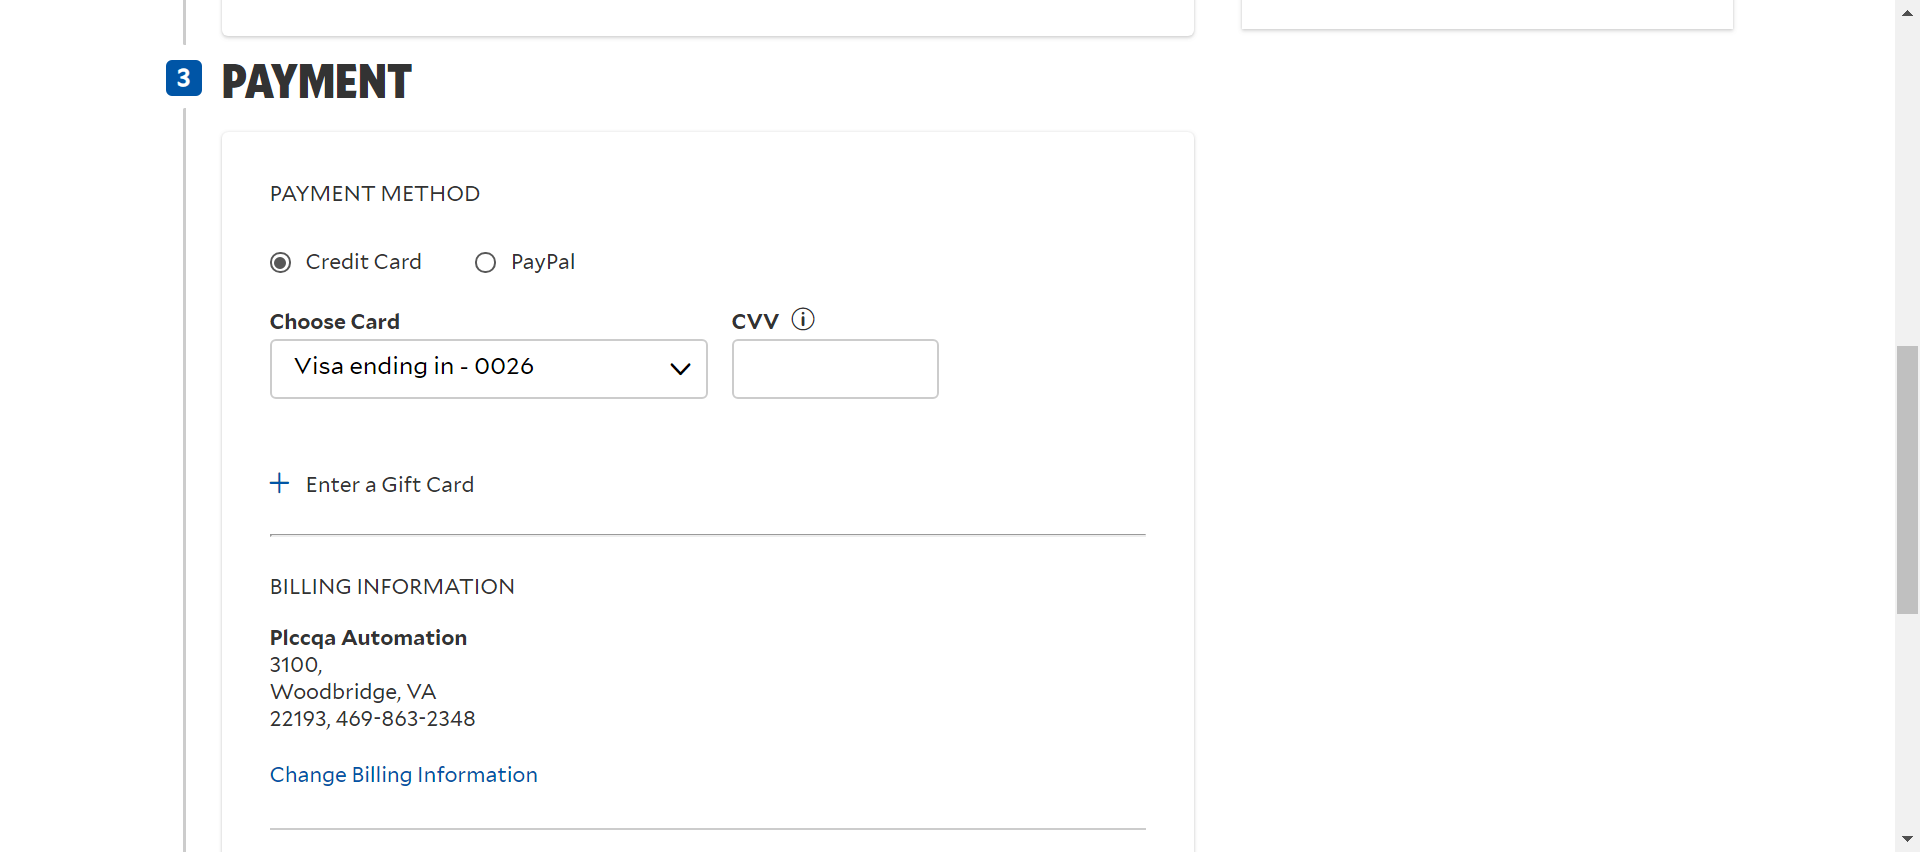 3 PAYMENT
PAYMENT METHOD
Credit Card PayPal
Choose Card CVV
Visa ending in - 0026
Enter a Gift Card
BILLING INFORMATION
Plccqa Automation
3100,
Woodbridge, VA
22193, 469-863-2348
Change Billing Information